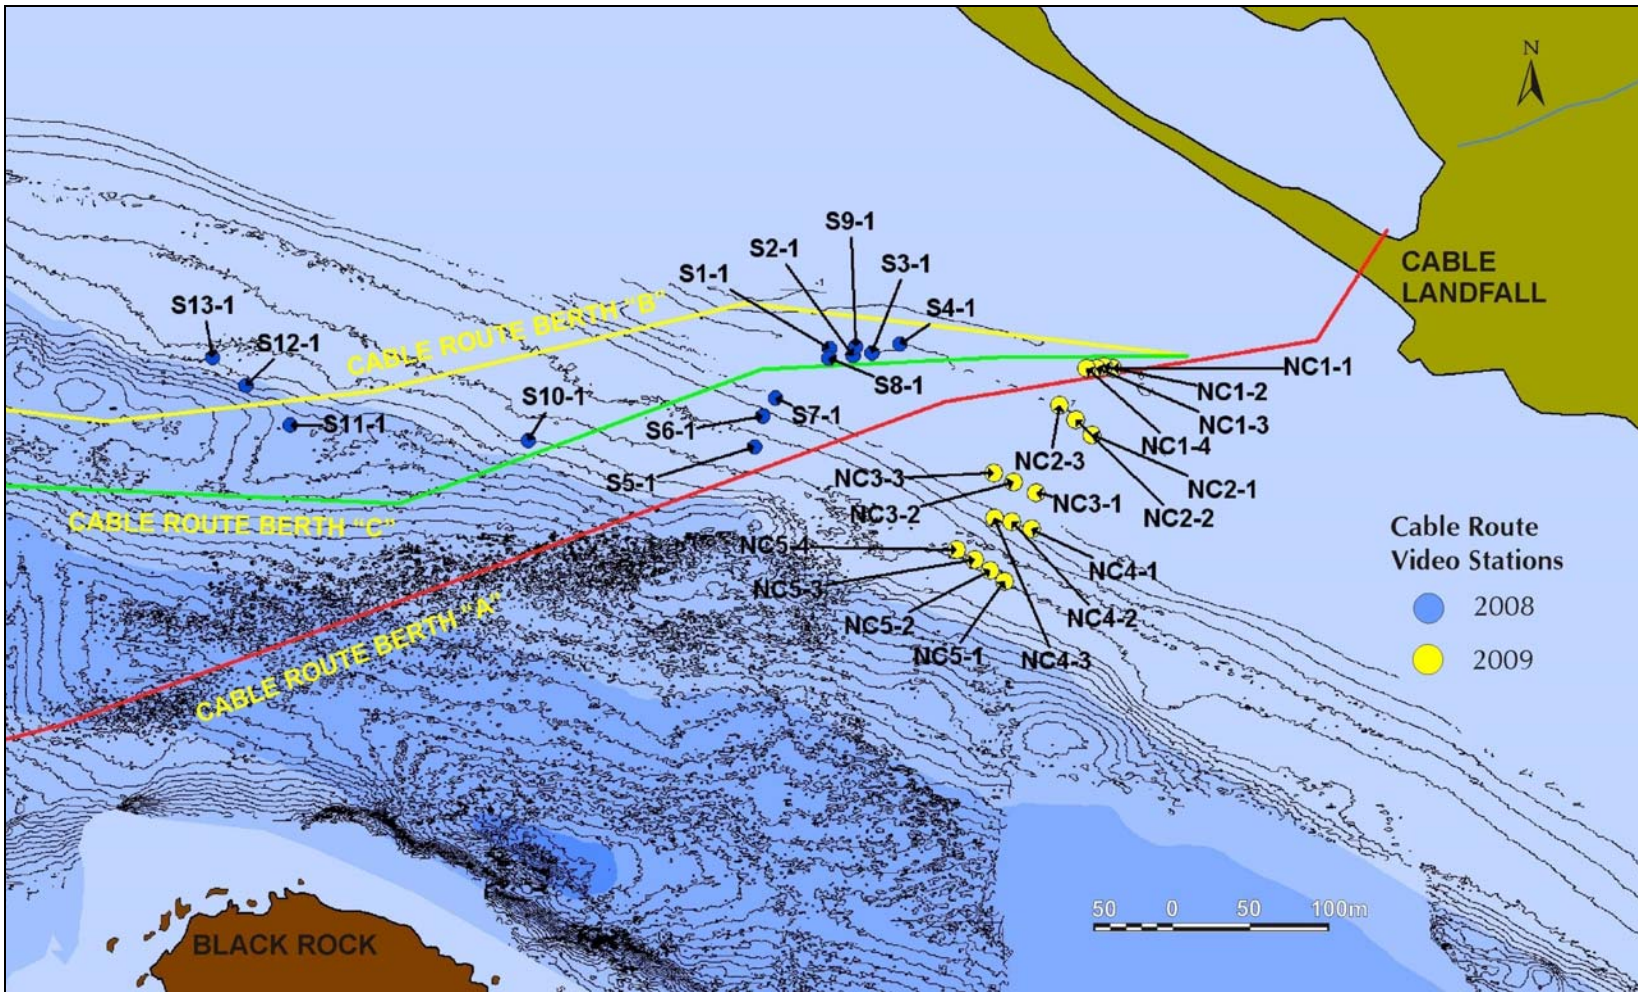 N
S9-1
S2-1
S1-1
S3-1
CABLE
LANDFALL
S13-1
S4-1
CABLE ROUTE BERTH "B"
S12-1
NC1-1
S8-1
NC1-2
S10-1
S7-1
NC1-3
S11-1
S6-1
NC1-4
NC2-3
S5-1
NC3-3
NC2-1
NC3-1
NC3-2
NC2-2
CABLE ROUTE BERTH "C"
Cable Route
Video Stations
NC5-4
NC4-1
NC5-3
2008
CABLE ROUTE BERTH "A"
NC4-2
NC5-2
NC5-1
NC4-3
2009
50 0 50 100m
BLACK ROCK